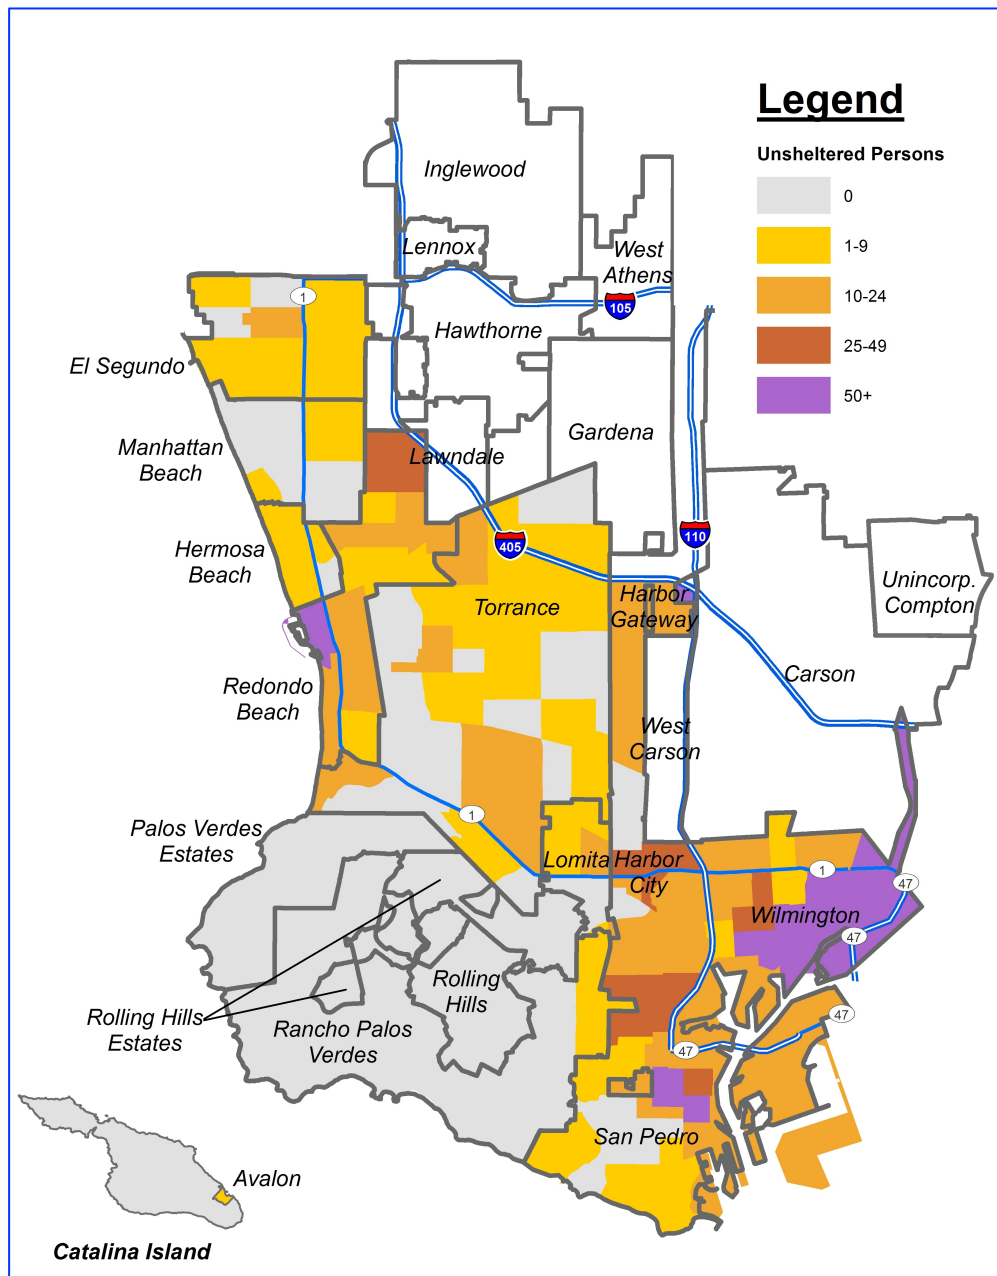 Legend
Unsheltered Persons
0
1-9
10-24
25-49
50+
Inglewood
Lennox
West
Athens
105
1
Hawthorne
El Segundo
Gardena
Manhattan
Beach
Lawndale
405
110
Hermosa
Beach
Torrance
Harbor
Gateway
Unincorp.
Compton
Redondo
Beach
Carson
West
Carson
1
Palos Verdes
Estates
Lomita
Harbor
City
1
47
Wilmington
47
Rolling
Hills
Rolling Hills
Estates
Rancho Palos
Verdes
47
47
San Pedro
Avalon
Catalina Island